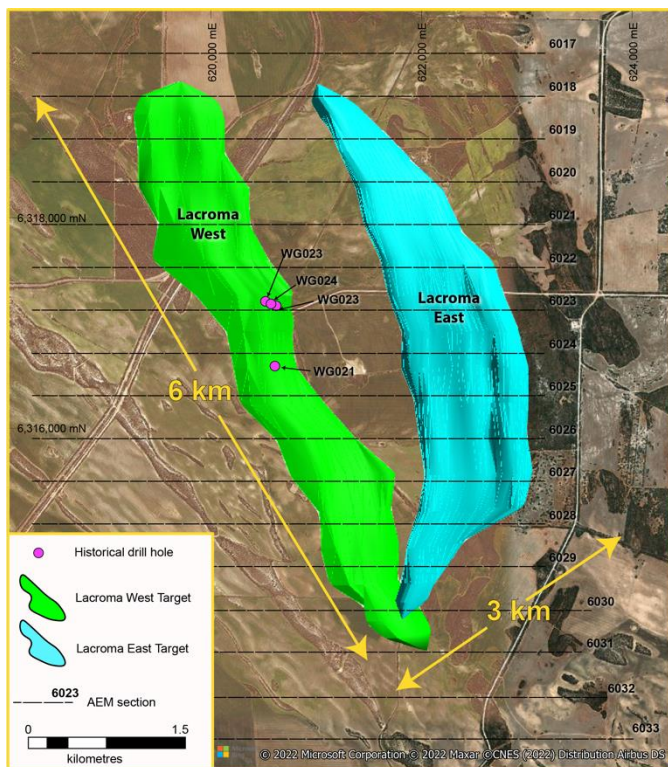 620,000 mE
622,000 mE
624,000 mE
6017
6018
6019
6020
6021
6,318,000 mN
Lacroma
West
6022
WG023
WG024
WG023
6023
Lacroma
East
6024
WG021
6 km
6025
6,316,000 mN
6026
6027
6028
6029
3 km
6030
6031
6032
6033
Historical drill hole
Lacroma West Target
Lacroma East Target
6023
AEM section
0 1.5
kilometres
Microsoft © 2022 Microsoft Corporation © 2022 Maxar ©CNES (2022) Distribution Airbus DS